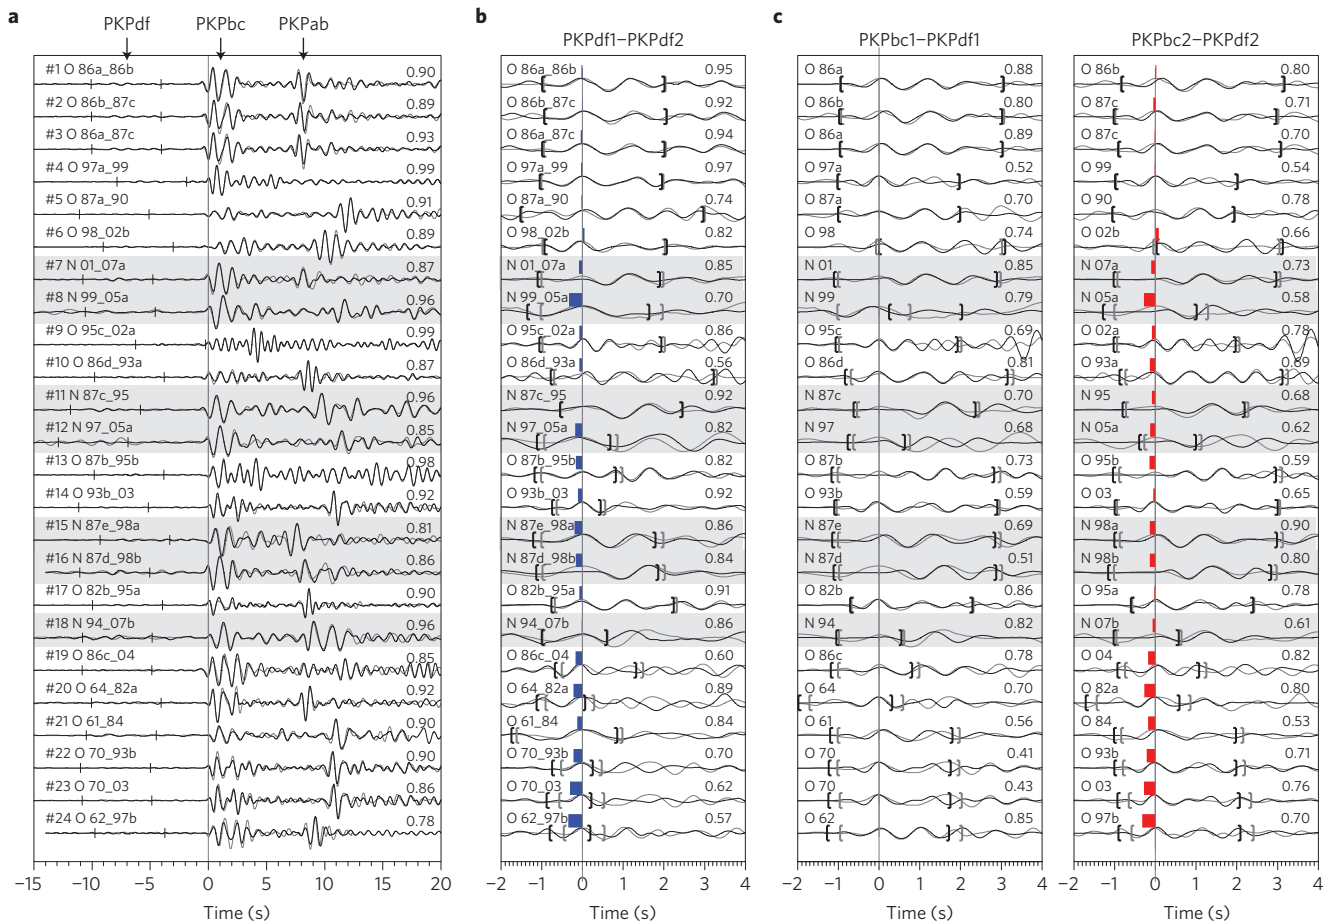 a
PKPdf PKPbc PKPab
#1 O 86a_86b 0.90
#2 O 86b_87c 0.89
#3 O 86a_87c 0.93
#4 O 97a_99 0.99
#5 O 87a_90 0.91
#6 O 98_02b 0.89
#7 N 01_07a 0.87
#8 N 99_05a 0.96
#9 O 95c_02a 0.99
#10 O 86d_93a 0.87
#11 N 87c_95 0.96
#12 N 97_05a 0.85
#13 O 87b_95b 0.98
#14 O 93b_03 0.92
#15 N 87e_98a 0.81
#16 N 87d_98b 0.86
#17 O 82b_95a 0.90
#18 N 94_07b 0.96
#19 O 86c_04 0.85
#20 O 64_82a 0.92
#21 O 61_84 0.90
#22 O 70_93b 0.90
#23 O 70_03 0.86
#24 O 62_97b 0.78
−15 −10 −5 0 5 10 15 20
Time (s)
b
PKPdf1−PKPdf2
O 86a_86b 0.95
O 86b_87c 0.92
O 86a_87c 0.94
O 97a_99 0.97
O 87a_90 0.74
O 98_02b 0.82
N 01_07a 0.85
N 99_05a 0.70
O 95c_02a 0.86
O 86d_93a 0.56
N 87c_95 0.92
N 97_05a 0.82
O 87b_95b 0.82
O 93b_03 0.92
N 87e_98a 0.86
N 87d_98b 0.84
O 82b_95a 0.91
N 94_07b 0.86
O 86c_04 0.60
O 64_82a 0.89
O 61_84 0.84
O 70_93b 0.70
O 70_03 0.62
O 62_97b 0.57
−2 −1 0 1 2 3 4
Time (s)
c
PKPbc1−PKPdf1
O 86a 0.88
O 86b 0.80
O 86a 0.89
O 97a 0.52
O 87a 0.70
O 98 0.74
N 01 0.85
N 99 0.79
O 95c 0.69
O 86d 0.81
N 87c 0.70
N 97 0.68
O 87b 0.73
O 93b 0.59
N 87e 0.69
N 87d 0.51
O 82b 0.86
N 94 0.82
O 86c 0.78
O 64 0.70
O 61 0.56
O 70 0.41
O 70 0.43
O 62 0.85
−2 −1 0 1 2 3 4
Time (s)
PKPbc2−PKPdf2
O 86b 0.80
O 87c 0.71
O 87c 0.70
O 99 0.54
O 90 0.78
O 02b 0.66
N 07a 0.73
N 05a 0.58
O 02a 0.78
O 93a 0.69
N 95 0.68
N 05a 0.62
O 95b 0.59
O 03 0.65
N 98a 0.90
N 98b 0.80
O 95a 0.78
N 07b 0.61
O 04 0.82
O 82a 0.80
O 84 0.53
O 93b 0.71
O 03 0.76
O 97b 0.70
−2 −1 0 1 2 3 4
Time (s)